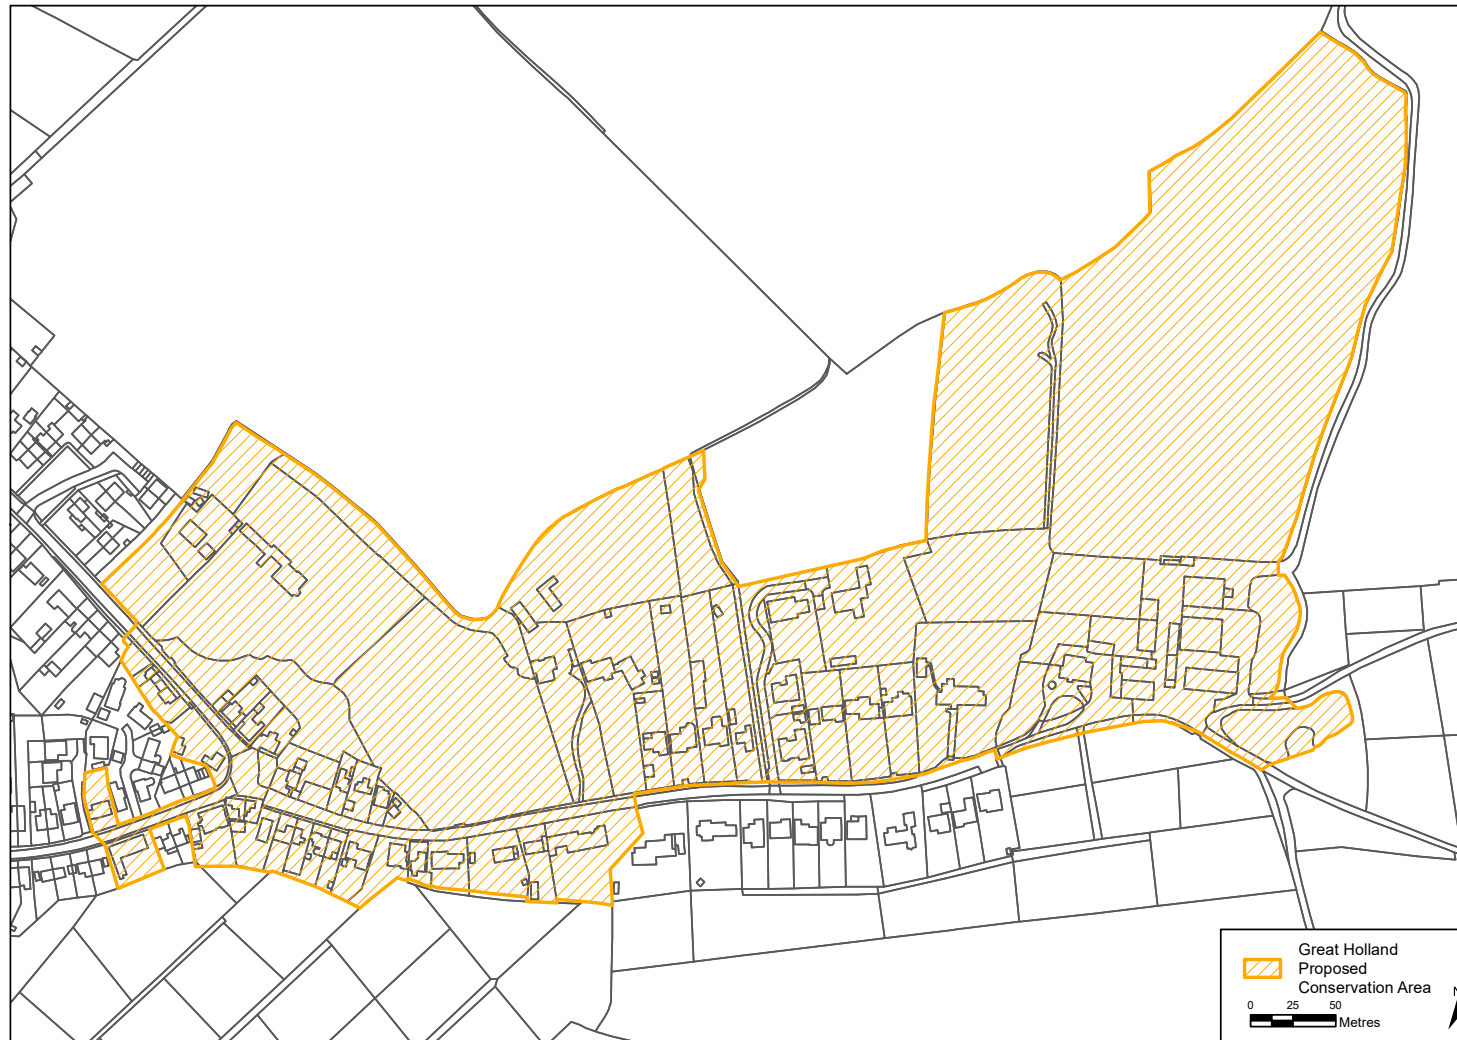 Great Holland
Proposed
Conservation Area
N
0 25 50
Metres